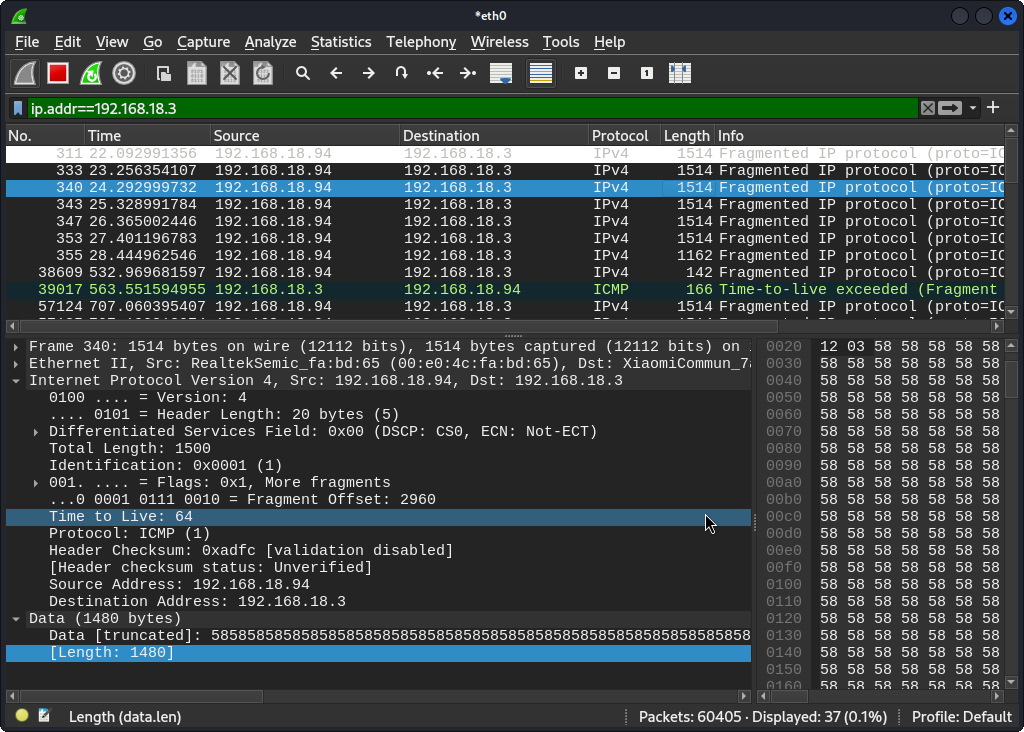 *eth0
File Edit View Go Capture Analyze Statistics Telephony Wireless Tools Help
ip.addr==192.168.18.3
No. Time Source Destination Protocol Length Info
311 22.092991356 192.168.18.94 192.168.18.3 IPv4 1514 Fragmented IP protocol (proto=IC
333 23.256354107 192.168.18.94 192.168.18.3 IPv4 1514 Fragmented IP protocol (proto=IC
340 24.292999732 192.168.18.94 192.168.18.3 IPv4 1514 Fragmented IP protocol (proto=IC
343 25.328991784 192.168.18.94 192.168.18.3 IPv4 1514 Fragmented IP protocol (proto=IC
347 26.365002446 192.168.18.94 192.168.18.3 IPv4 1514 Fragmented IP protocol (proto=IC
353 27.401196783 192.168.18.94 192.168.18.3 IPv4 1514 Fragmented IP protocol (proto=IC
355 28.444962546 192.168.18.94 192.168.18.3 IPv4 1162 Fragmented IP protocol (proto=IC
38609 532.969681597 192.168.18.94 192.168.18.3 IPv4 142 Fragmented IP protocol (proto=IC
39017 563.551594955 192.168.18.3 192.168.18.94 ICMP 166 Time-to-live exceeded (Fragment
57124 707.060395407 192.168.18.94 192.168.18.3 IPv4 1514 Fragmented IP protocol (proto=IC
Frame 340: 1514 bytes on wire (12112 bits), 1514 bytes captured (12112 bits) on
Ethernet II, Src: RealtekSemic_fa:bd:65 (00:e0:4c:fa:bd:65), Dst: XiaomiCommun_7a
Internet Protocol Version 4, Src: 192.168.18.94, Dst: 192.168.18.3
0100 .... = Version: 4
.... 0101 = Header Length: 20 bytes (5)
Differentiated Services Field: 0x00 (DSCP: CS0, ECN: Not-ECT)
Total Length: 1500
Identification: 0x0001 (1)
001. .... = Flags: 0x1, More fragments
...0 0001 0111 0010 = Fragment Offset: 2960
Time to Live: 64
Protocol: ICMP (1)
Header Checksum: 0xadfc [validation disabled]
[Header checksum status: Unverified]
Source Address: 192.168.18.94
Destination Address: 192.168.18.3
Data (1480 bytes)
Data [truncated]: 585858585858585858585858585858585858585858585858585858585858
[Length: 1480]
0020 12 03 58 58 58 58 58
0030 58 58 58 58 58 58 58
0040 58 58 58 58 58 58 58
0050 58 58 58 58 58 58 58
0060 58 58 58 58 58 58 58
0070 58 58 58 58 58 58 58
0080 58 58 58 58 58 58 58
0090 58 58 58 58 58 58 58
00a0 58 58 58 58 58 58 58
00b0 58 58 58 58 58 58 58
00c0 58 58 58 58 58 58 58
00d0 58 58 58 58 58 58 58
00e0 58 58 58 58 58 58 58
00f0 58 58 58 58 58 58 58
0100 58 58 58 58 58 58 58
0110 58 58 58 58 58 58 58
0120 58 58 58 58 58 58 58
0130 58 58 58 58 58 58 58
0140 58 58 58 58 58 58 58
0150 58 58 58 58 58 58 58
0160 58 58 58 58 58 58 58
Length (data.len)
Packets: 60405 · Displayed: 37 (0.1%)
Profile: Default